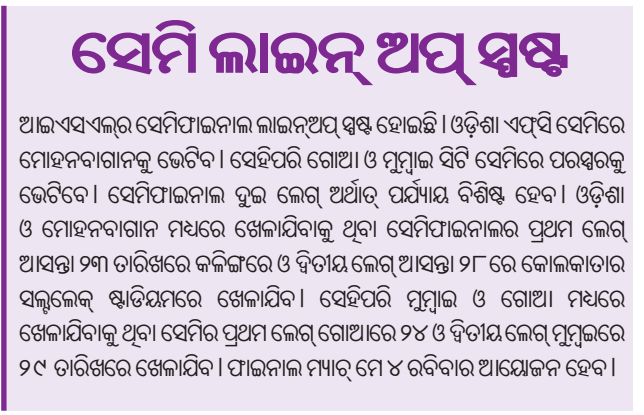 ସେମି ଲାଇନ୍ ଅପ୍ ସ୍ପଷ୍ଟ
ଆଇଏସଏଲ୍‌ର ସେମିଫାଇନାଲ ଲାଇନ୍ଅପ୍ ସ୍ପଷ୍ଟ ହୋଇଛି । ଓଡ଼ିଶା ଏଫ୍‌ସି ସେମିରେ
ମୋହନବାଗାନକୁ ଭେଟିବ । ସେହିପରି ଗୋଆ ଓ ମୁମ୍ବାଇ ସିଟି ସେମିରେ ପରସ୍ପରକୁ
ଭେଟିବେ । ସେମିଫାଇନାଲ ଦୁଇ ଲେଗ୍ ଅର୍ଥାତ୍ ପର୍ଯ୍ୟାୟ ବିଶିଷ୍ଟ ହେବ । ଓଡ଼ିଶା
ଓ ମୋହନବାଗାନ ମଧ୍ୟରେ ଖେଳାଯିବାକୁ ଥିବା ସେମିଫାଇନାଲର ପ୍ରଥମ ଲେଗ୍
ଆସନ୍ତା ୨୩ ତାରିଖରେ କଳିଙ୍ଗରେ ଓ ଦ୍ୱିତୀୟ ଲେଗ୍ ଆସନ୍ତା ୨୮ ରେ କୋଲକାତାର
ସଲ୍ଟଲେକ୍ ଷ୍ଟାଡିୟମରେ ଖେଳାଯିବ । ସେହିପରି ମୁମ୍ବାଇ ଓ ଗୋଆ ମଧ୍ୟରେ
ଖେଳାଯିବାକୁ ଥିବା ସେମିର ପ୍ରଥମ ଲେଗ୍ ଗୋଆରେ ୨୪ ଓ ଦ୍ୱିତୀୟ ଲେଗ୍ ମୁମ୍ବଇରେ
୨୯ ତାରିଖରେ ଖେଳାଯିବ । ଫାଇନାଲ ମ୍ୟାଚ୍ ମେ ୪ ରବିବାର ଆୟୋଜନ ହେବ ।